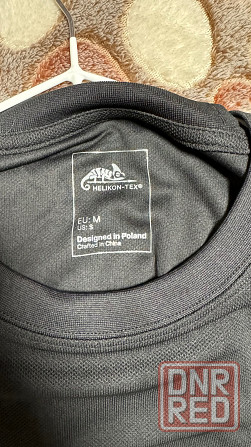 HELIKON-TEX®
EU: M
US: S
Designed in Poland
Crafted in China
DNR
RED